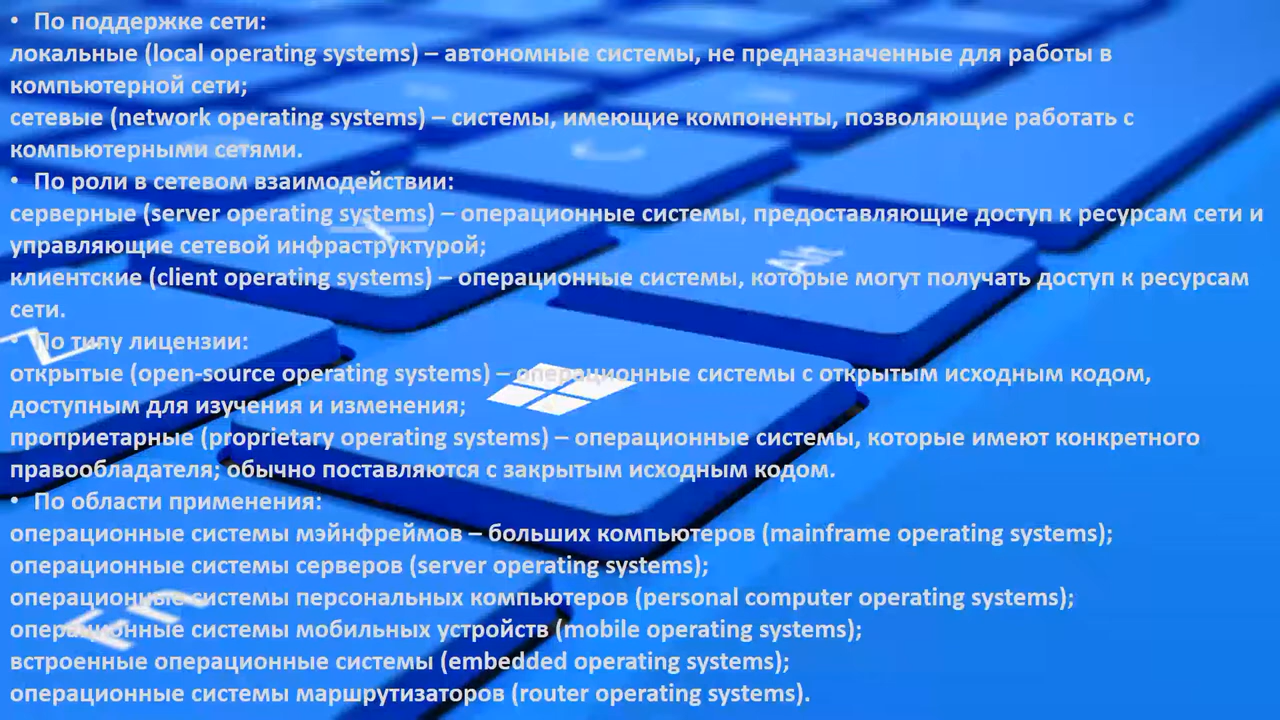 • По поддержке сети:
локальные (local operating systems) – автономные системы, не предназначенные для работы в
компьютерной сети;
сетевые (network operating systems) – системы, имеющие компоненты, позволяющие работать с
компьютерными сетями.
• По роли в сетевом взаимодействии:
серверные (server operating systems) – операционные системы, предоставляющие доступ к ресурсам сети и
управляющие сетевой инфраструктурой;
клиентские (client operating systems) – операционные системы, которые могут получать доступ к ресурсам
сети.
• По типу лицензии:
открытые (open-source operating systems) – операционные системы с открытым исходным кодом,
доступным для изучения и изменения;
проприетарные (proprietary operating systems) – операционные системы, которые имеют конкретного
правообладателя; обычно поставляются с закрытым исходным кодом.
• По области применения:
операционные системы мэйнфреймов – больших компьютеров (mainframe operating systems);
операционные системы серверов (server operating systems);
операционные системы персональных компьютеров (personal computer operating systems);
операционные системы мобильных устройств (mobile operating systems);
встроенные операционные системы (embedded operating systems);
операционные системы маршрутизаторов (router operating systems).
Alt
Fn
Z